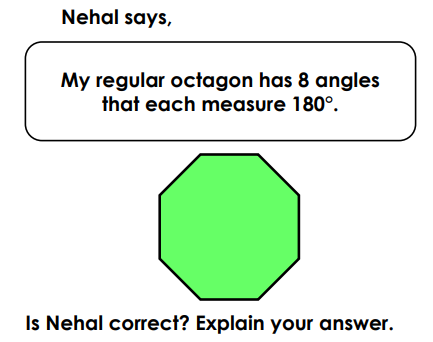 Nehal says,
My regular octagon has 8 angles
that each measure 180°.
Is Nehal correct? Explain your answer.